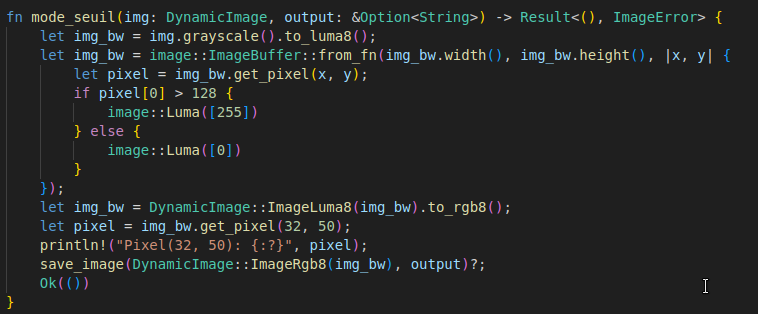 fn mode_seuil(img: DynamicImage, output: &Option<String>) -> Result<(), ImageError> {
    let img_bw = img.grayscale().to_luma8();
    let img_bw = image::ImageBuffer::from_fn(img_bw.width(), img_bw.height(), |x, y| {
        let pixel = img_bw.get_pixel(x, y);
        if pixel[0] > 128 {
            image::Luma([255])
        } else {
            image::Luma([0])
        }
    });
    let img_bw = DynamicImage::ImageLuma8(img_bw).to_rgb8();
    let pixel = img_bw.get_pixel(32, 50);
    println!("Pixel(32, 50): {:?}", pixel);
    save_image(DynamicImage::ImageRgb8(img_bw), output)?;
    Ok(())
}